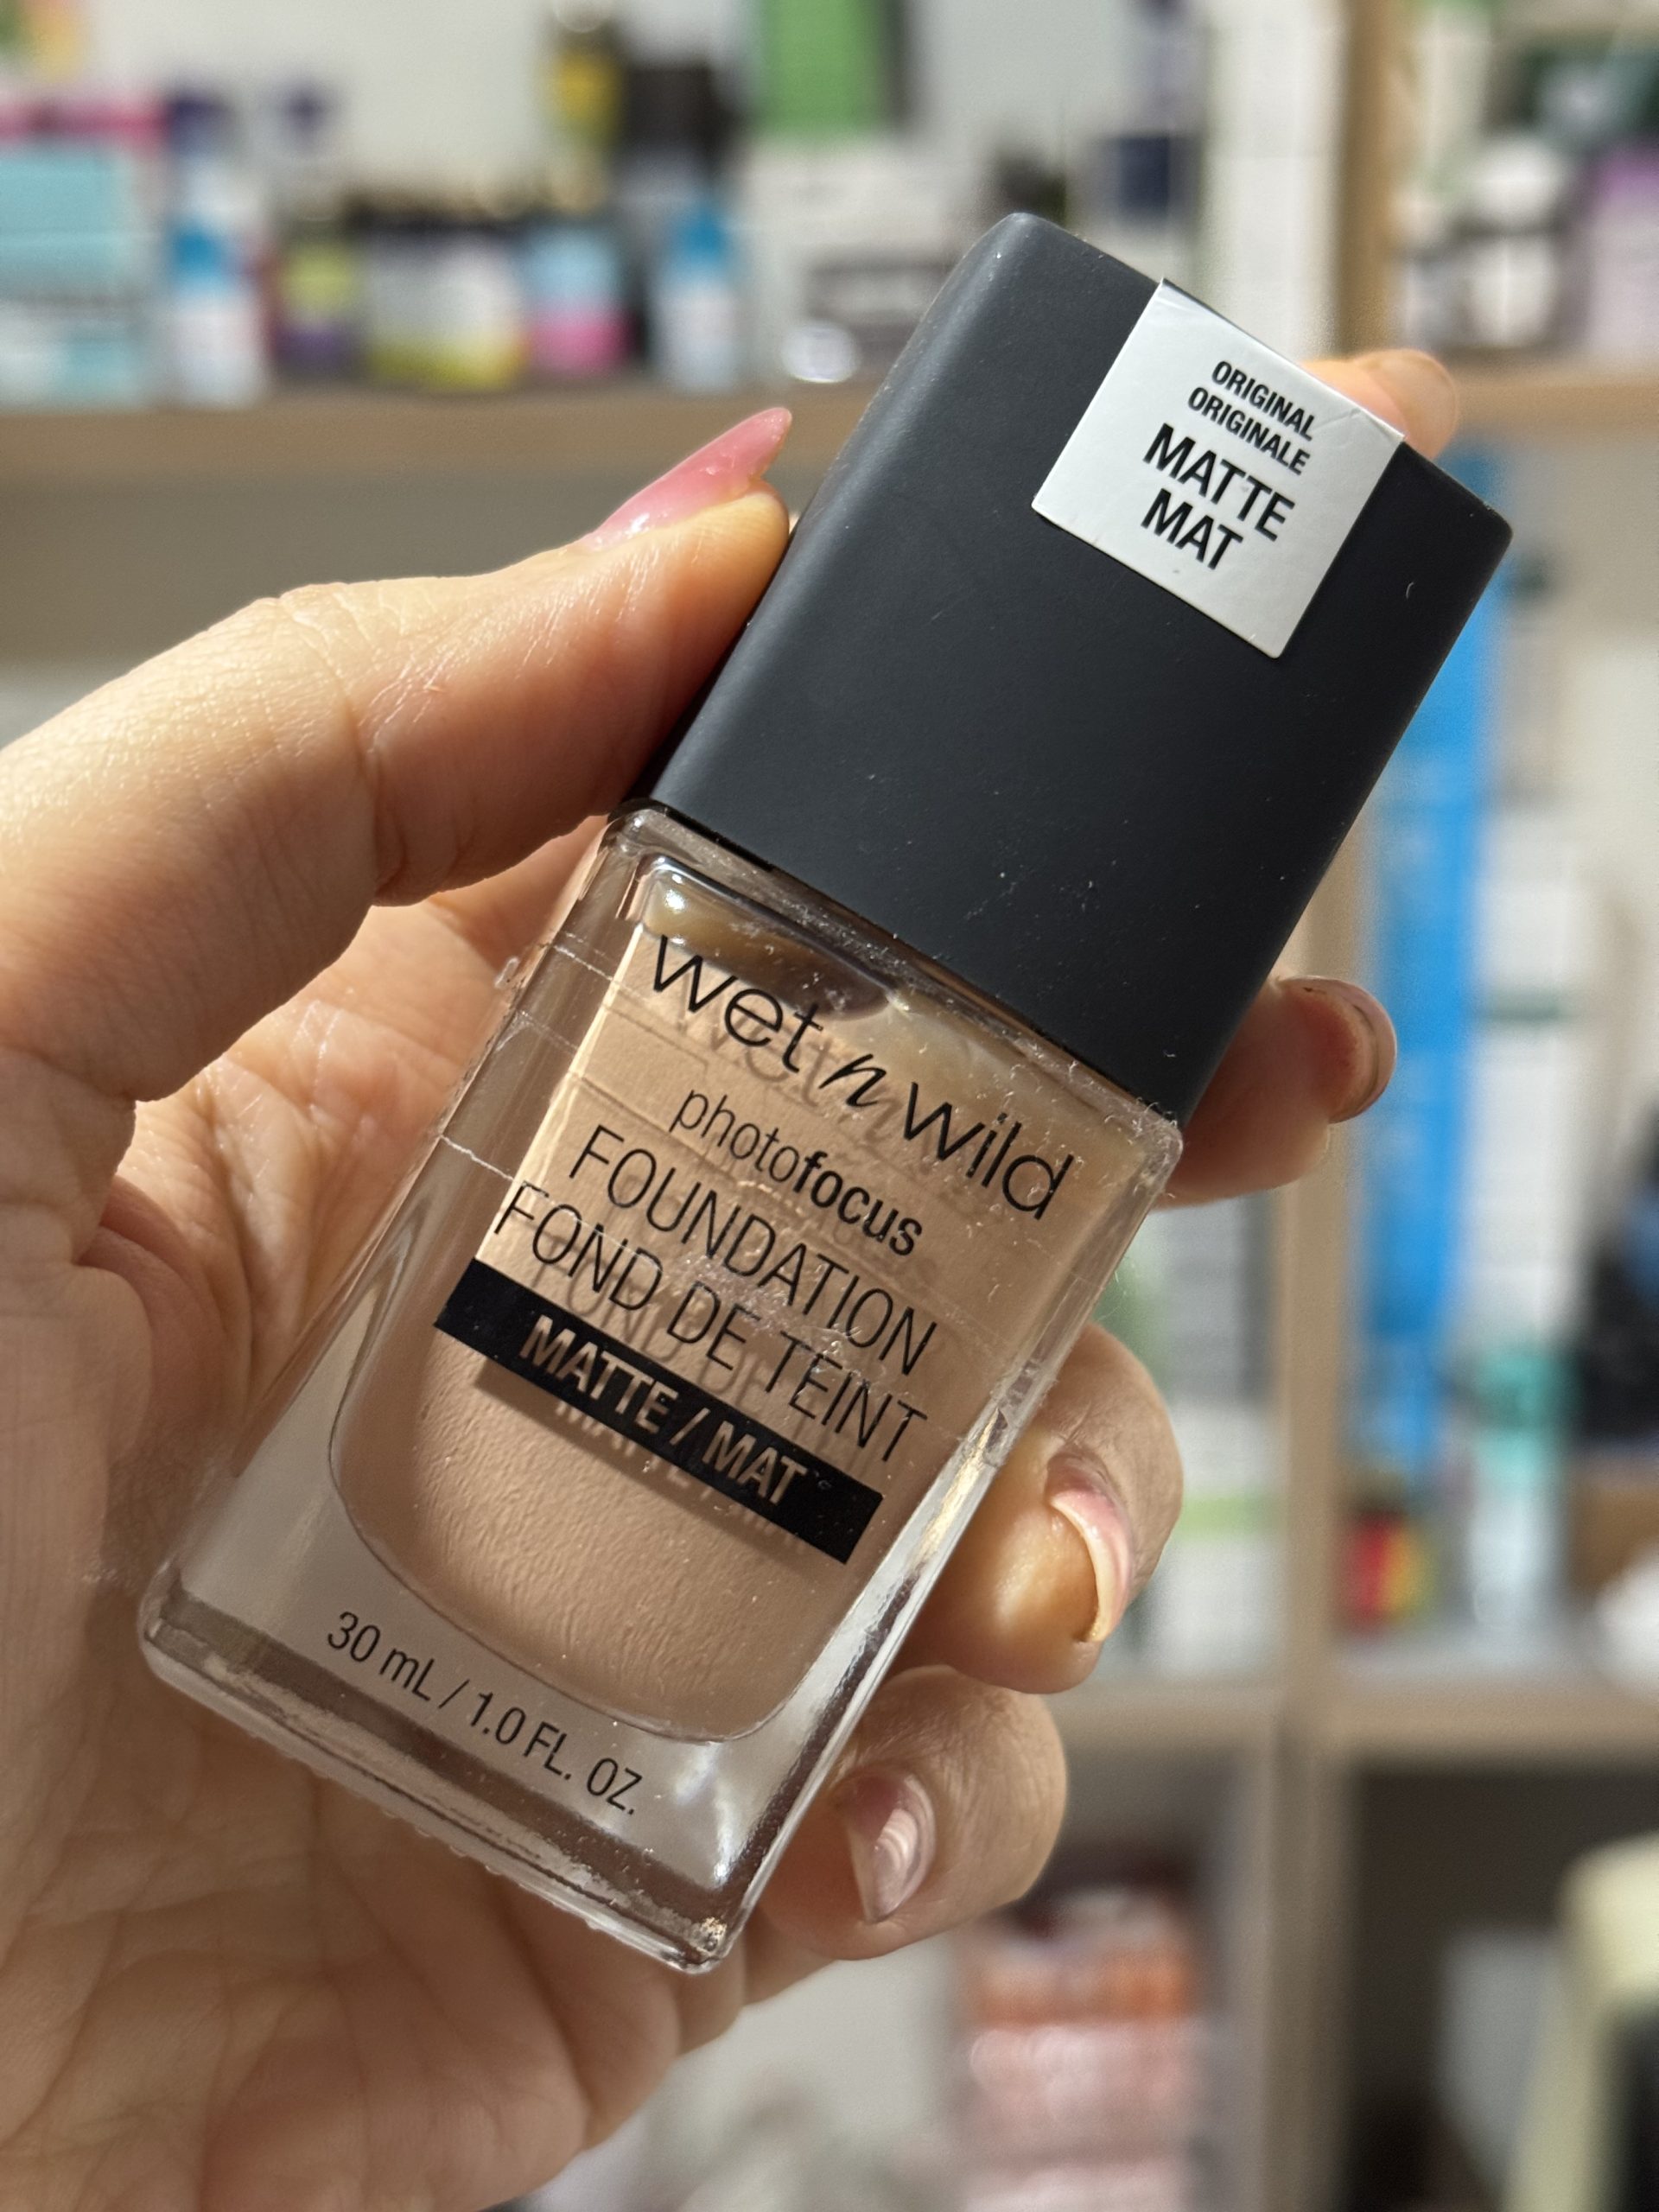 ORIGINAL
ORIGINALE
MATTE
MAT
wet n wild
photofocus
FOUNDATION
FOND DE TEINT
MATTE / MAT
30 mL / 1.0 FL. OZ.